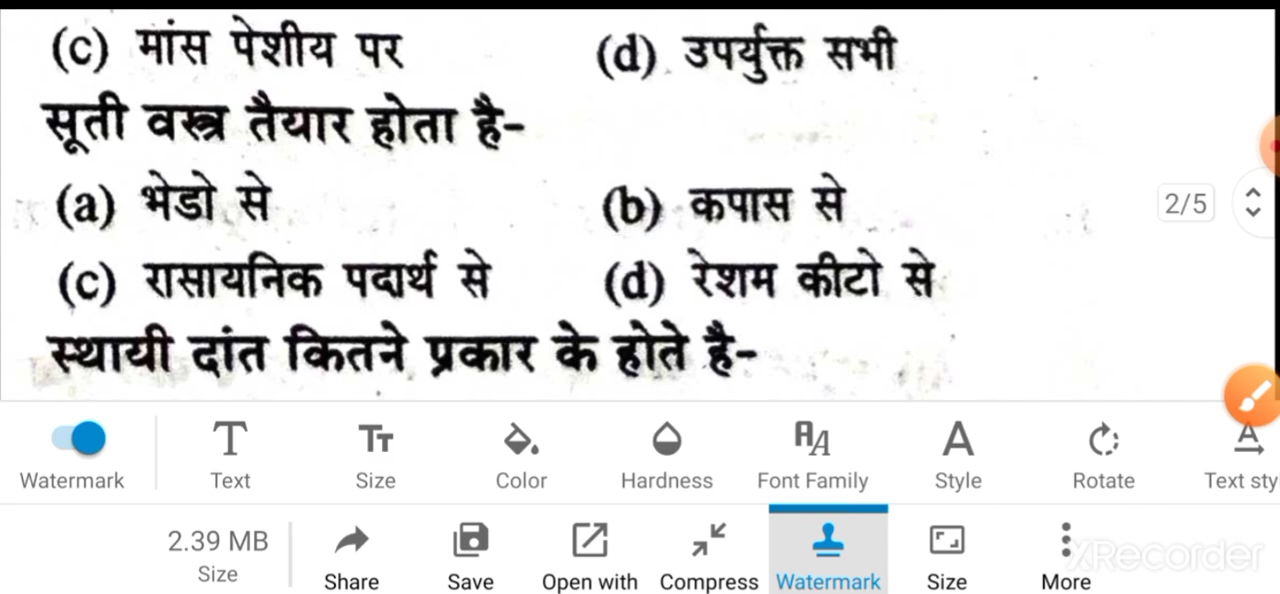 (c) मांस पेशीय पर (d) उपर्युक्त सभी
सूती वस्त्र तैयार होता है-
(a) भेडो से (b) कपास से
2/5
(c) रासायनिक पदार्थ से (d) रेशम कीटो से
स्थायी दांत कितने प्रकार के होते है-
Watermark Text Size Color Hardness Font Family Style Rotate Text sty
2.39 MB
Size Share Save Open with Compress Watermark Size More
XRecorder